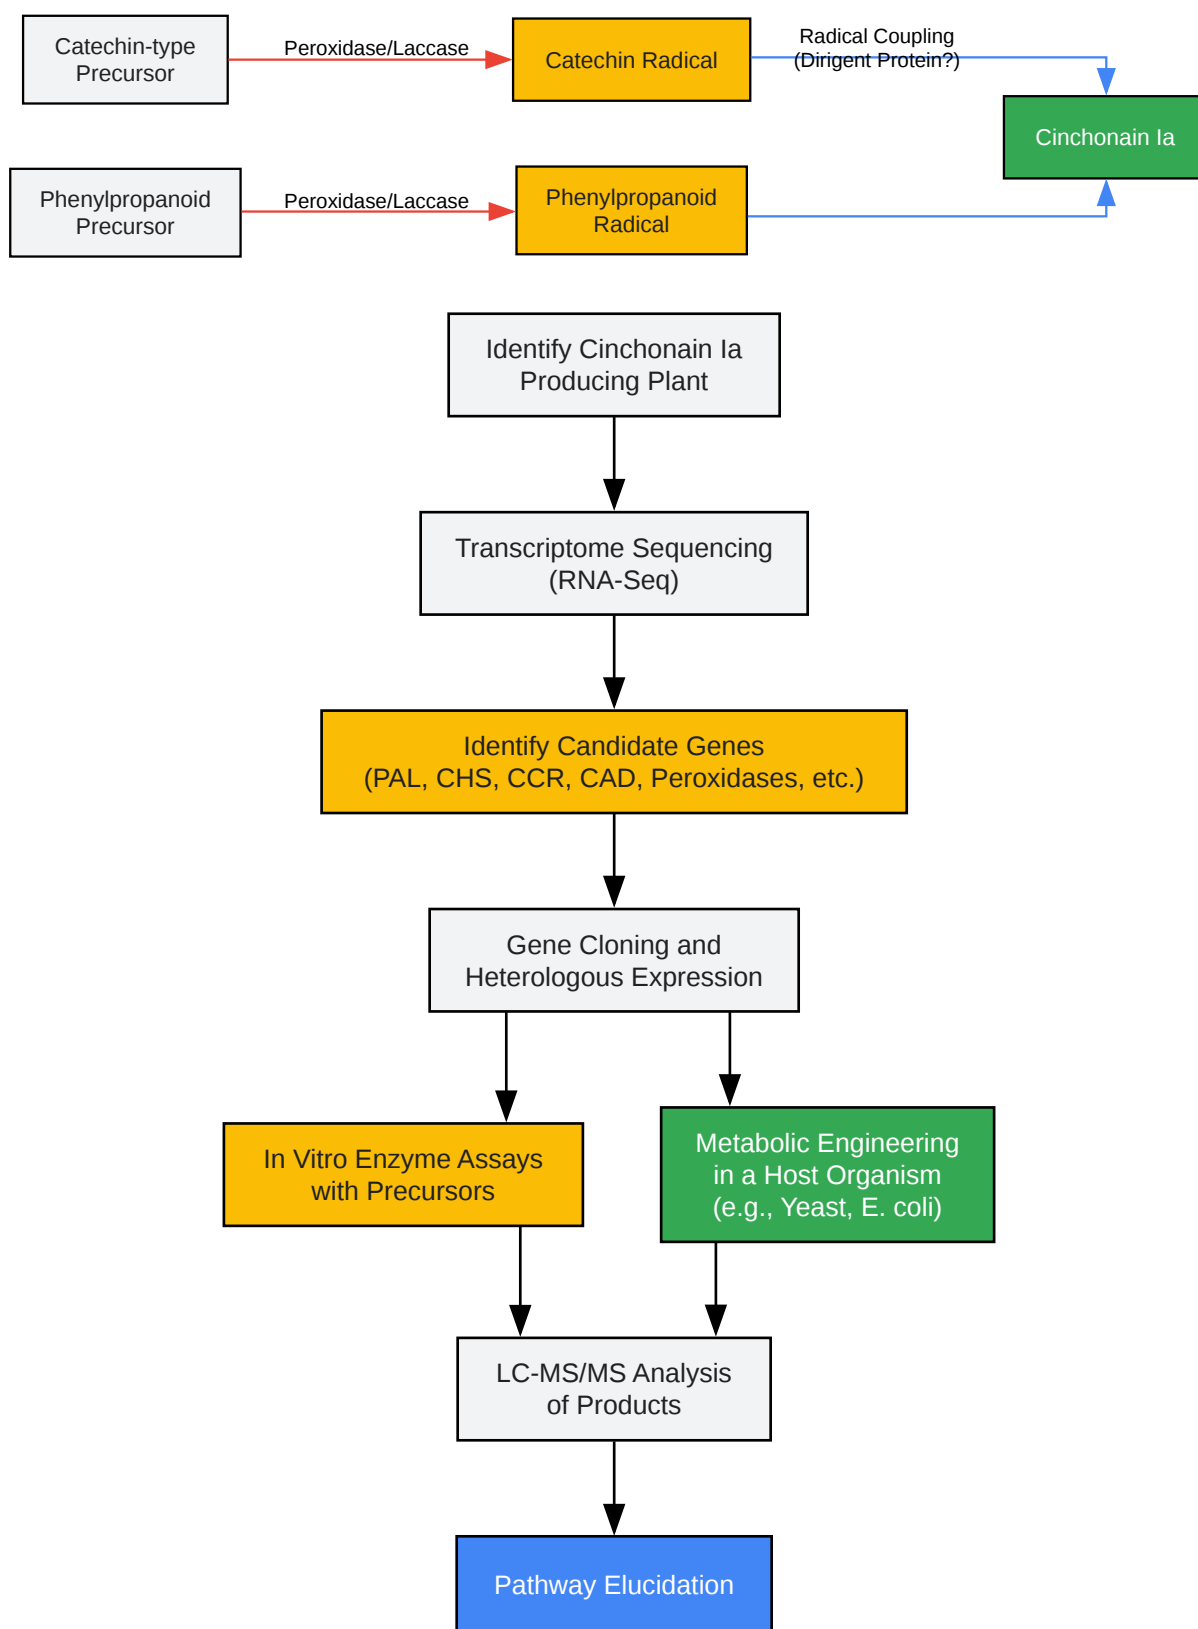 Catechin-type
Precursor
Peroxidase/Laccase
Catechin Radical
Radical Coupling
(Dirigent Protein?)
Cinchonain Ia
Phenylpropanoid
Precursor
Peroxidase/Laccase
Phenylpropanoid
Radical
Identify Cinchonain Ia
Producing Plant
Transcriptome Sequencing
(RNA-Seq)
Identify Candidate Genes
(PAL, CHS, CCR, CAD, Peroxidases, etc.)
Gene Cloning and
Heterologous Expression
In Vitro Enzyme Assays
with Precursors
Metabolic Engineering
in a Host Organism
(e.g., Yeast, E. coli)
LC-MS/MS Analysis
of Products
Pathway Elucidation